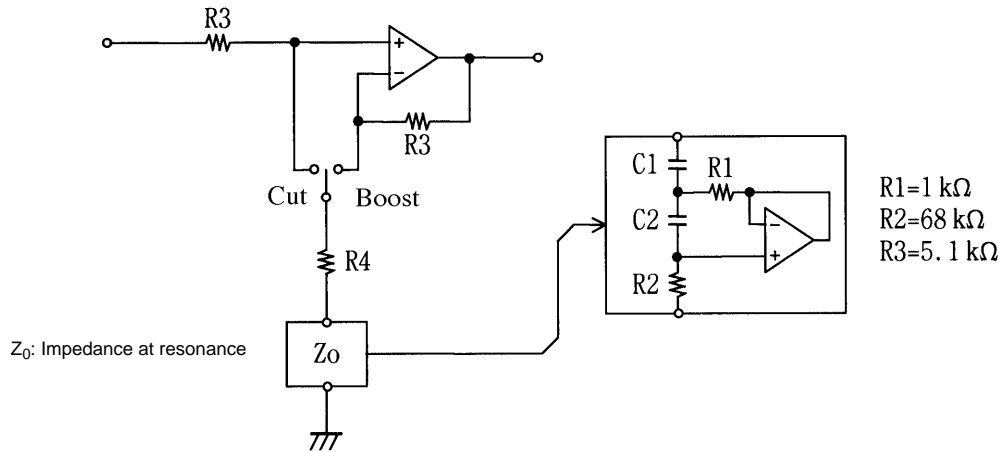 R3
+
−
R3
Cut Boost
R4
Z0: Impedance at resonance
Zo
C1 R1
C2
−
+
R2
R1=1 kΩ
R2=68 kΩ
R3=5.1 kΩ